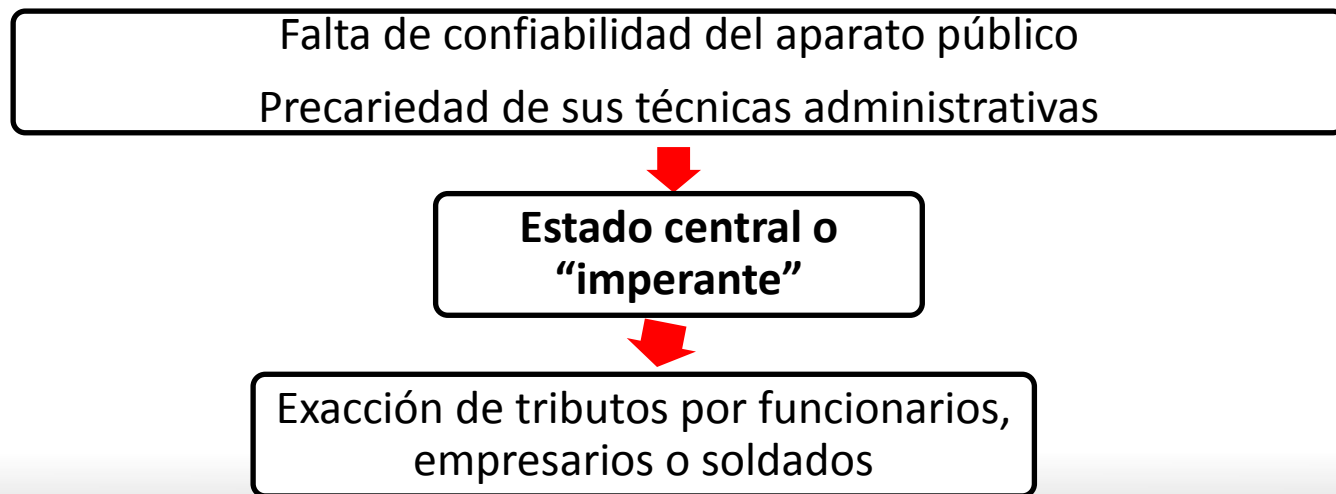 Falta de confiabilidad del aparato público
Precariedad de sus técnicas administrativas
Estado central o
“imperante”
Exacción de tributos por funcionarios,
empresarios o soldados